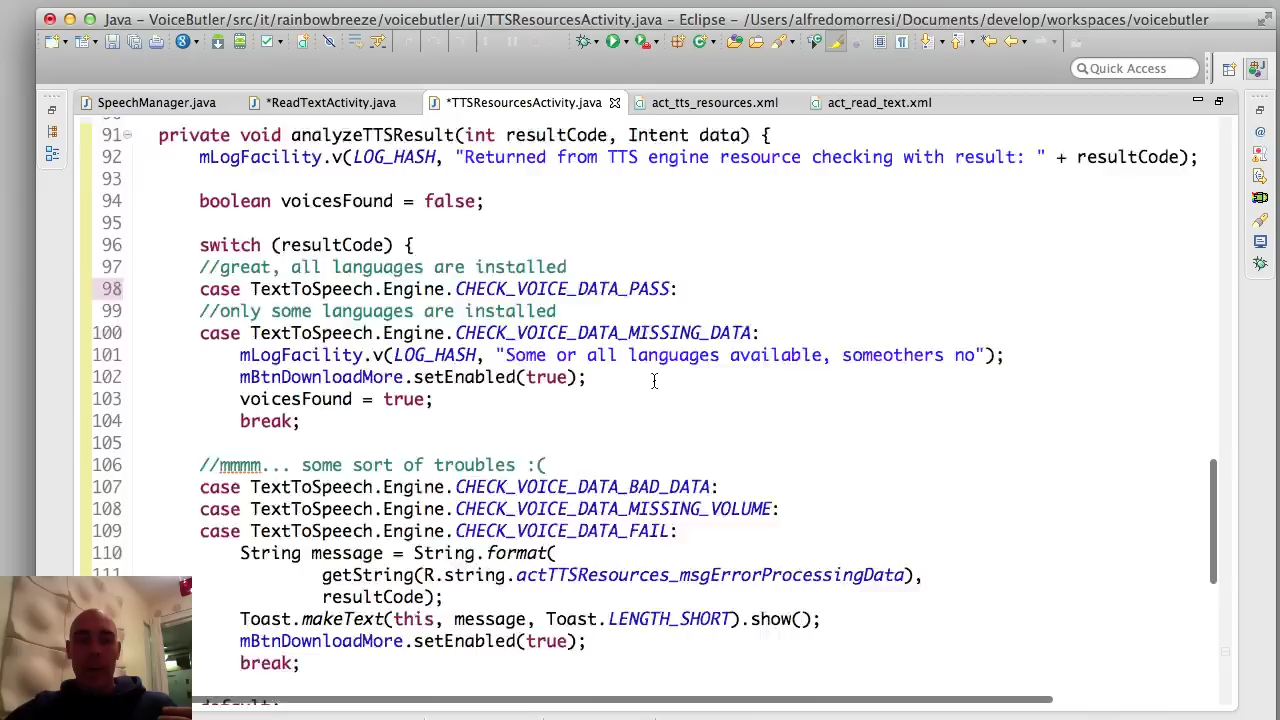 Java - VoiceButler/src/it/rainbowbreeze/voicebutler/ui/TTSResourcesActivity.java - Eclipse - /Users/alfredomorresi/Documents/develop/workspaces/voicebutler
Quick Access
SpeechManager.java *ReadTextActivity.java *TTSResourcesActivity.java act_tts_resources.xml act_read_text.xml
91 private void analyzeTTSResult(int resultCode, Intent data) {
92 mLogFacility.v(LOG_HASH, "Returned from TTS engine resource checking with result: " + resultCode);
93
94 boolean voicesFound = false;
95
96 switch (resultCode) {
97 //great, all languages are installed
98 case TextToSpeech.Engine.CHECK_VOICE_DATA_PASS:
99 //only some languages are installed
100 case TextToSpeech.Engine.CHECK_VOICE_DATA_MISSING_DATA:
101 mLogFacility.v(LOG_HASH, "Some or all languages available, someothers no");
102 mBtnDownloadMore.setEnabled(true);
103 voicesFound = true;
104 break;
105
106 //mmmm... some sort of troubles :(
107 case TextToSpeech.Engine.CHECK_VOICE_DATA_BAD_DATA:
108 case TextToSpeech.Engine.CHECK_VOICE_DATA_MISSING_VOLUME:
109 case TextToSpeech.Engine.CHECK_VOICE_DATA_FAIL:
110 String message = String.format(
111 getString(R.string.actTTSResources_msgErrorProcessingData),
resultCode);
Toast.makeText(this, message, Toast.LENGTH_SHORT).show();
mBtnDownloadMore.setEnabled(true);
break;
default: